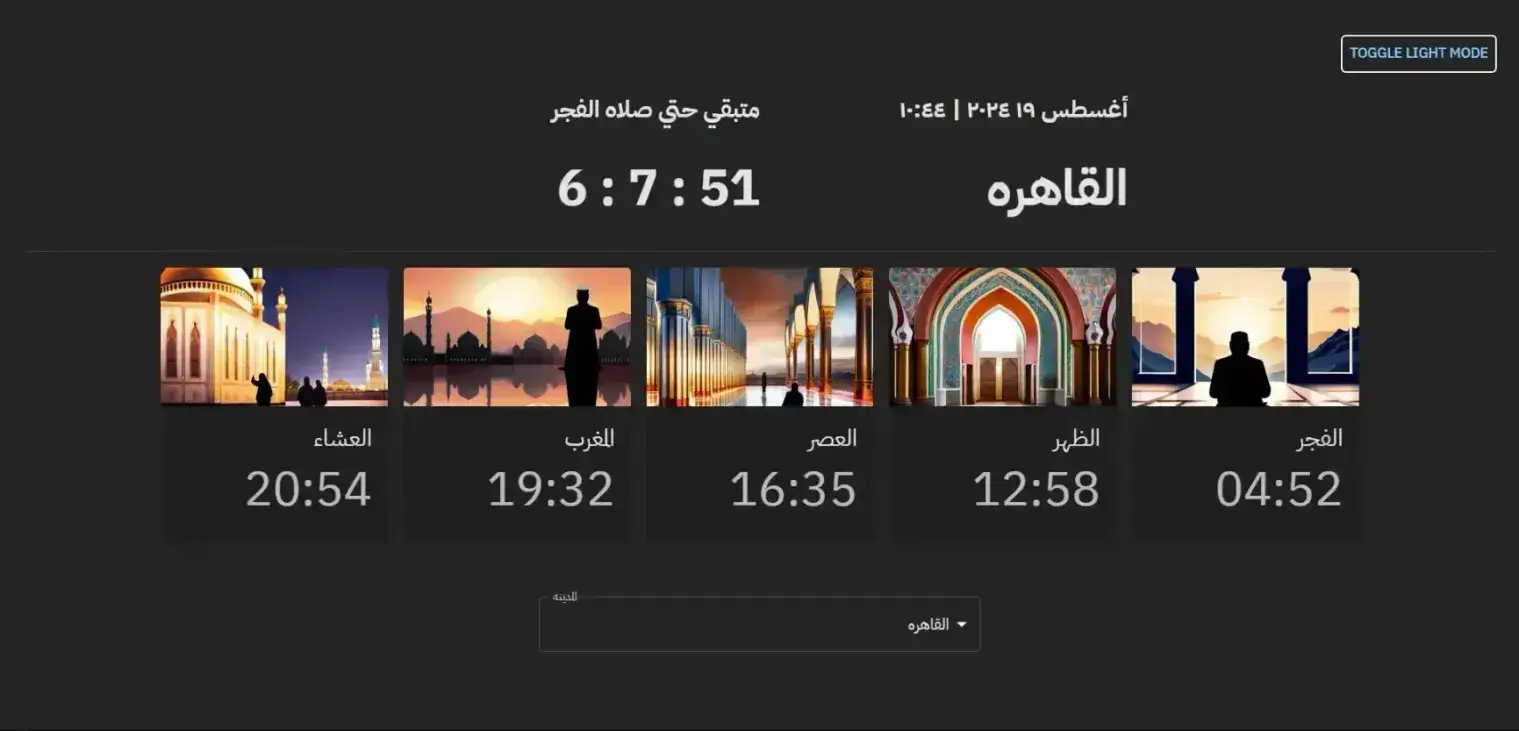 TOGGLE LIGHT MODE
أغسطس ١٩ ٢٠٢٤ | ١٠:٤٤
القاهره
متبقي حتي صلاه الفجر
6 : 7 : 51
الفجر
04:52
الظهر
12:58
العصر
16:35
المغرب
19:32
العشاء
20:54
المدينه
القاهره